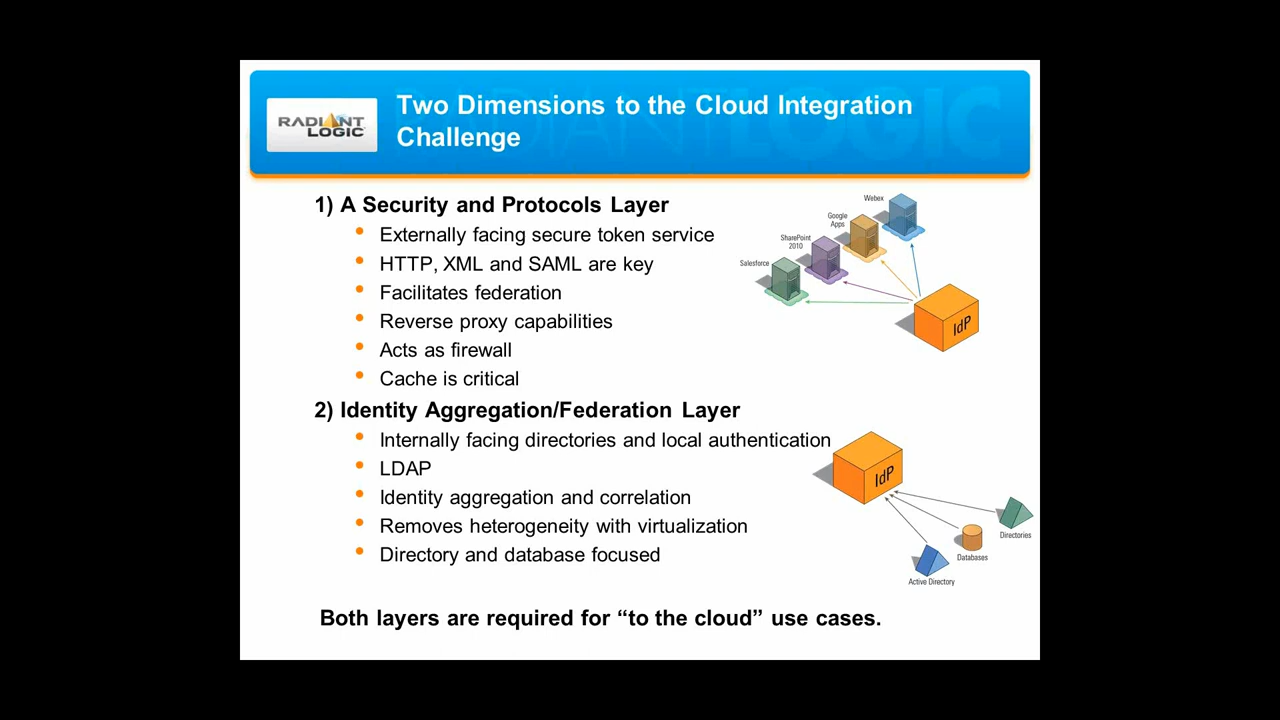 RADIANT
LOGIC
Two Dimensions to the Cloud Integration
Challenge
1) A Security and Protocols Layer
• Externally facing secure token service
• HTTP, XML and SAML are key
• Facilitates federation
• Reverse proxy capabilities
• Acts as firewall
• Cache is critical
Webex
Google
Apps
SharePoint
2010
Salesforce
IdP
2) Identity Aggregation/Federation Layer
• Internally facing directories and local authentication
• LDAP
• Identity aggregation and correlation
• Removes heterogeneity with virtualization
• Directory and database focused
IdP
Directories
Databases
Active Directory
Both layers are required for “to the cloud” use cases.